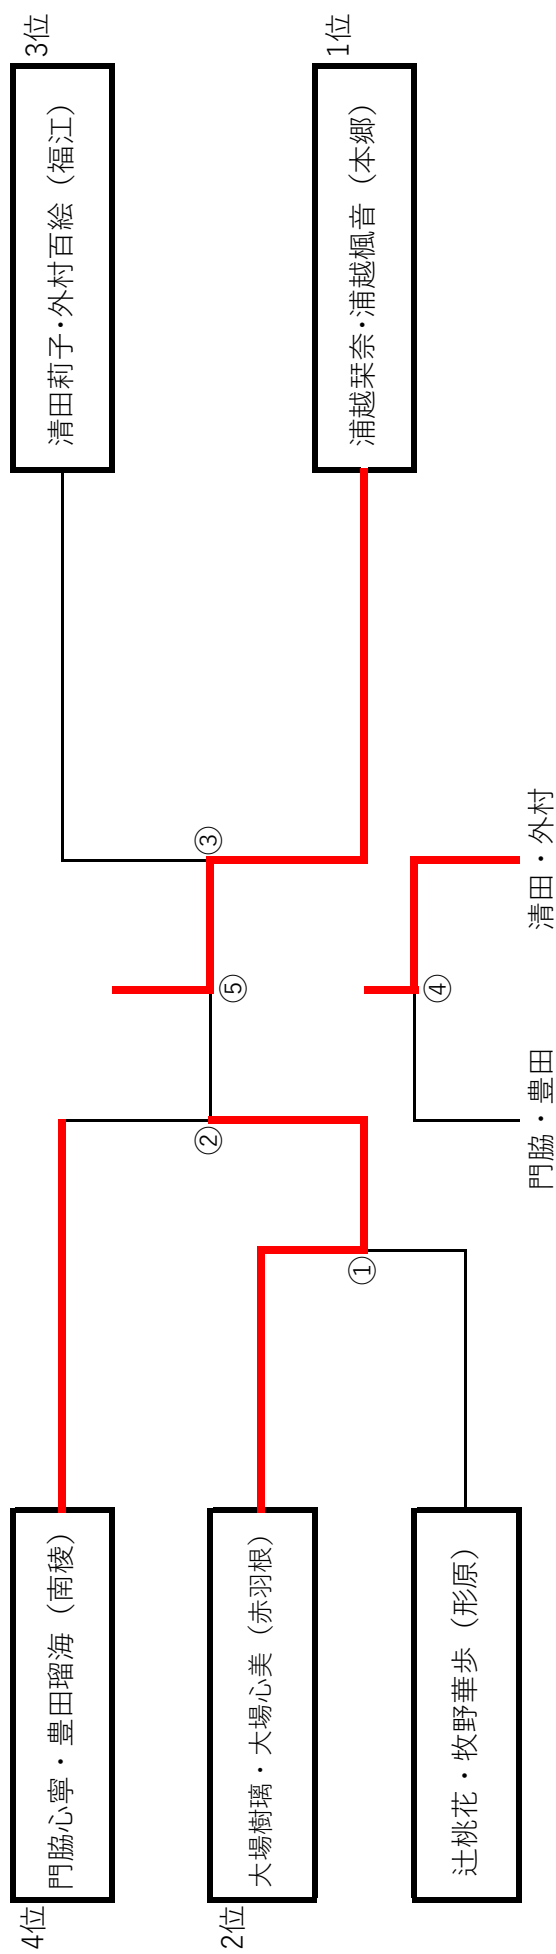 3位
清田莉子・外村百絵（福江）
1位
浦越栞奈・浦越楓音（本郷）
③
⑤
②
①
④
清田・外村
門脇・豊田
4位
門脇心寧・豊田瑠海（南稜）
2位
大場樹璃・大場心美（赤羽根）
辻桃花・牧野華歩（形原）